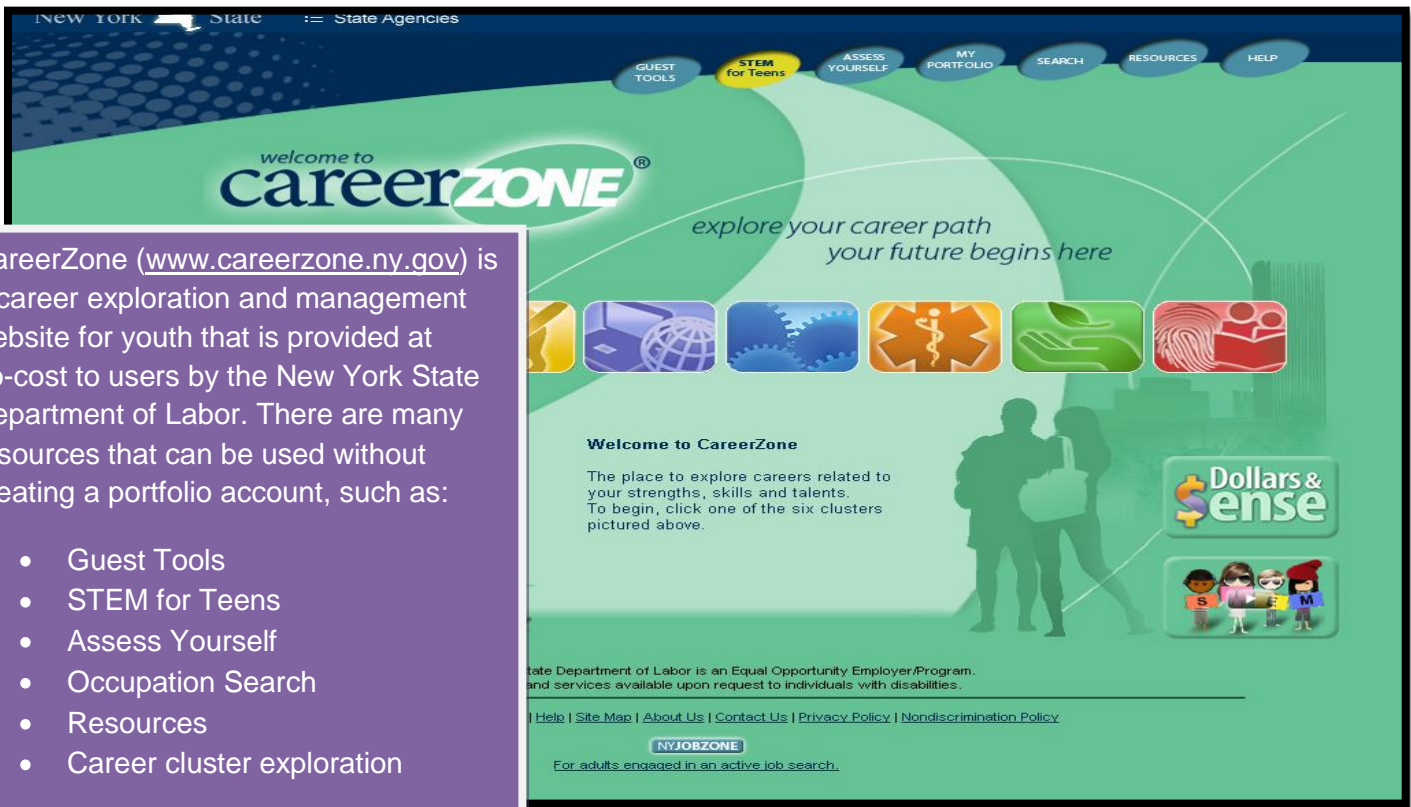 New York State State Agencies
GUEST TOOLS
STEM for Teens
ASSESS YOURSELF
MY PORTFOLIO
SEARCH
RESOURCES
HELP
welcome to
careerZONE®
explore your career path
your future begins here
areerZone (www.careerzone.ny.gov) is
career exploration and management
ebsite for youth that is provided at
o-cost to users by the New York State
epartment of Labor. There are many
sources that can be used without
eating a portfolio account, such as:
• Guest Tools
• STEM for Teens
• Assess Yourself
• Occupation Search
• Resources
• Career cluster exploration
Welcome to CareerZone
The place to explore careers related to
your strengths, skills and talents.
To begin, click one of the six clusters
pictured above.
Dollars &
$ense
S E M
tate Department of Labor is an Equal Opportunity Employer/Program.
and services available upon request to individuals with disabilities.
| Help | Site Map | About Us | Contact Us | Privacy Policy | Nondiscrimination Policy
NYJOBZONE
For adults engaged in an active job search.